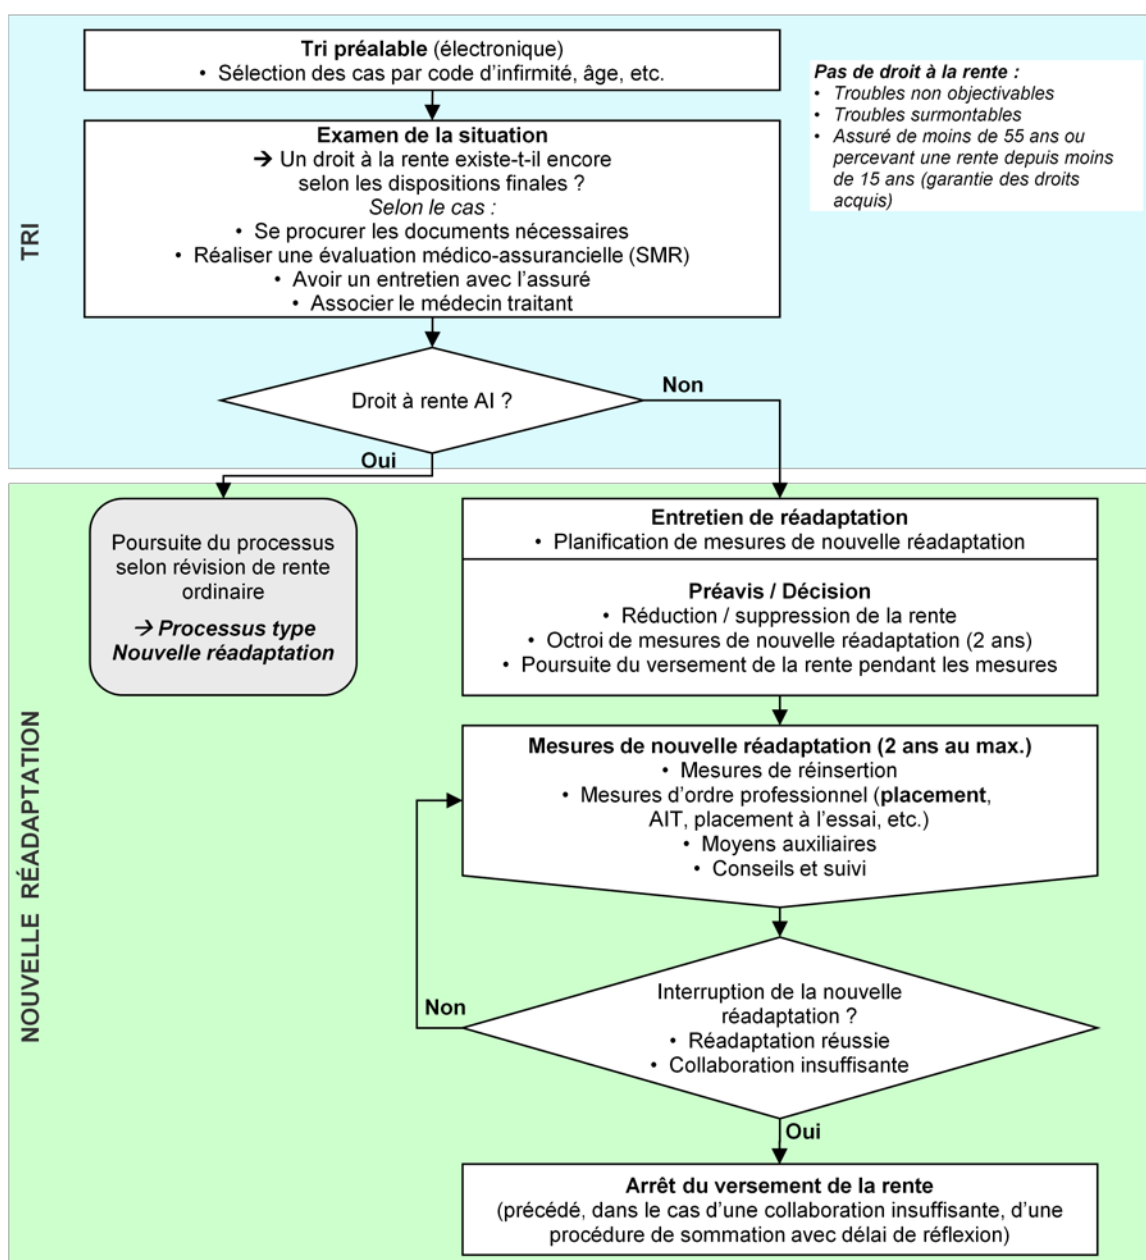 Tri préalable (électronique)
• Sélection des cas par code d’infirmité, âge, etc.
Pas de droit à la rente :
• Troubles non objectivables
• Troubles surmontables
• Assuré de moins de 55 ans ou
percevant une rente depuis moins
de 15 ans (garantie des droits
acquis)
Examen de la situation
→ Un droit à la rente existe-t-il encore
selon les dispositions finales ?
Selon le cas :
• Se procurer les documents nécessaires
• Réaliser une évaluation médico-assurancielle (SMR)
• Avoir un entretien avec l’assuré
• Associer le médecin traitant
TRI
Droit à rente AI ?
Non
Oui
Poursuite du processus
selon révision de rente
ordinaire
→ Processus type
Nouvelle réadaptation
Entretien de réadaptation
• Planification de mesures de nouvelle réadaptation
Préavis / Décision
• Réduction / suppression de la rente
• Octroi de mesures de nouvelle réadaptation (2 ans)
• Poursuite du versement de la rente pendant les mesures
NOUVELLE RÉADAPTATION
Mesures de nouvelle réadaptation (2 ans au max.)
• Mesures de réinsertion
• Mesures d’ordre professionnel (placement,
AIT, placement à l’essai, etc.)
• Moyens auxiliaires
• Conseils et suivi
Interruption de la nouvelle
réadaptation ?
• Réadaptation réussie
• Collaboration insuffisante
Non
Oui
Arrêt du versement de la rente
(précédé, dans le cas d’une collaboration insuffisante, d’une
procédure de sommation avec délai de réflexion)